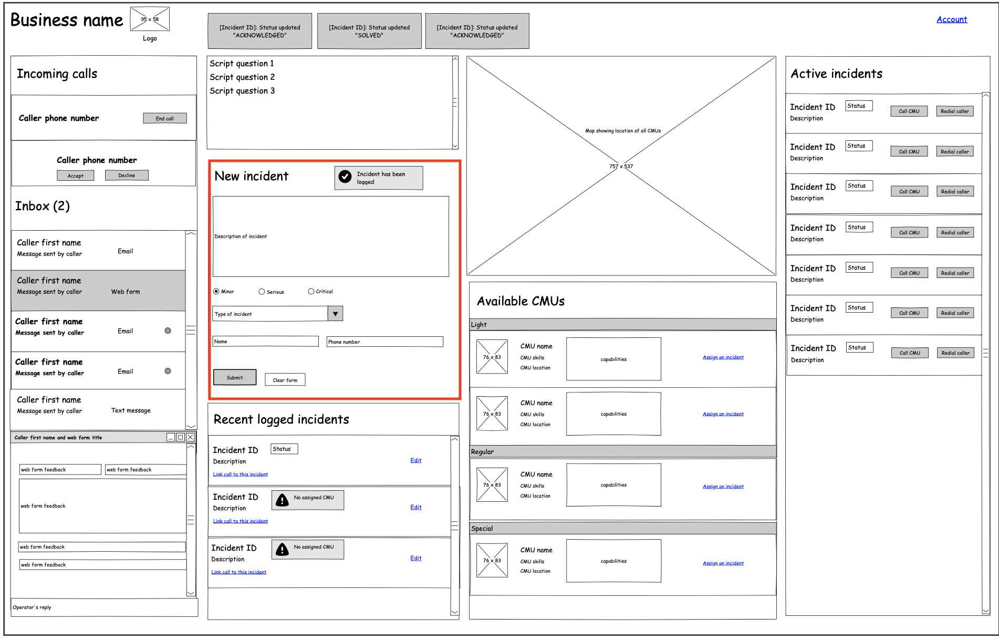 Business name
95 x 58
Logo
[Incident ID]: Status updated
"ACKNOWLEDGED"
[Incident ID]: Status updated
"SOLVED"
[Incident ID]: Status updated
"ACKNOWLEDGED"
Account
Incoming calls
Caller phone number
End call
Caller phone number
Accept
Decline
Inbox (2)
Caller first name
Message sent by caller
Email
Caller first name
Message sent by caller
Web form
Caller first name
Message sent by caller
Email
Caller first name
Message sent by caller
Email
Caller first name
Message sent by caller
Text message
Caller first name and web form title
web form feedback
web form feedback
web form feedback
web form feedback
web form feedback
Operator's reply
Script question 1
Script question 2
Script question 3
New incident
Incident has been
logged
Description of incident
Minor
Serious
Critical
Type of incident
Name
Phone number
Submit
Clear form
Recent logged incidents
Incident ID
Status
Description
Edit
Link call to this incident
Incident ID
No assigned CMU
Description
Edit
Link call to this incident
Incident ID
No assigned CMU
Description
Edit
Link call to this incident
Map showing location of all CMUs
757 x 537
Available CMUs
Light
76 x 83
CMU name
CMU skills
CMU location
capabilities
Assign an incident
76 x 83
CMU name
CMU skills
CMU location
capabilities
Assign an incident
Regular
76 x 83
CMU name
CMU skills
CMU location
capabilities
Assign an incident
Special
76 x 83
CMU name
CMU skills
CMU location
capabilities
Assign an incident
Active incidents
Incident ID
Status
Call CMU
Redial caller
Description
Incident ID
Status
Call CMU
Redial caller
Description
Incident ID
Status
Call CMU
Redial caller
Description
Incident ID
Status
Call CMU
Redial caller
Description
Incident ID
Status
Call CMU
Redial caller
Description
Incident ID
Status
Call CMU
Redial caller
Description
Incident ID
Status
Call CMU
Redial caller
Description